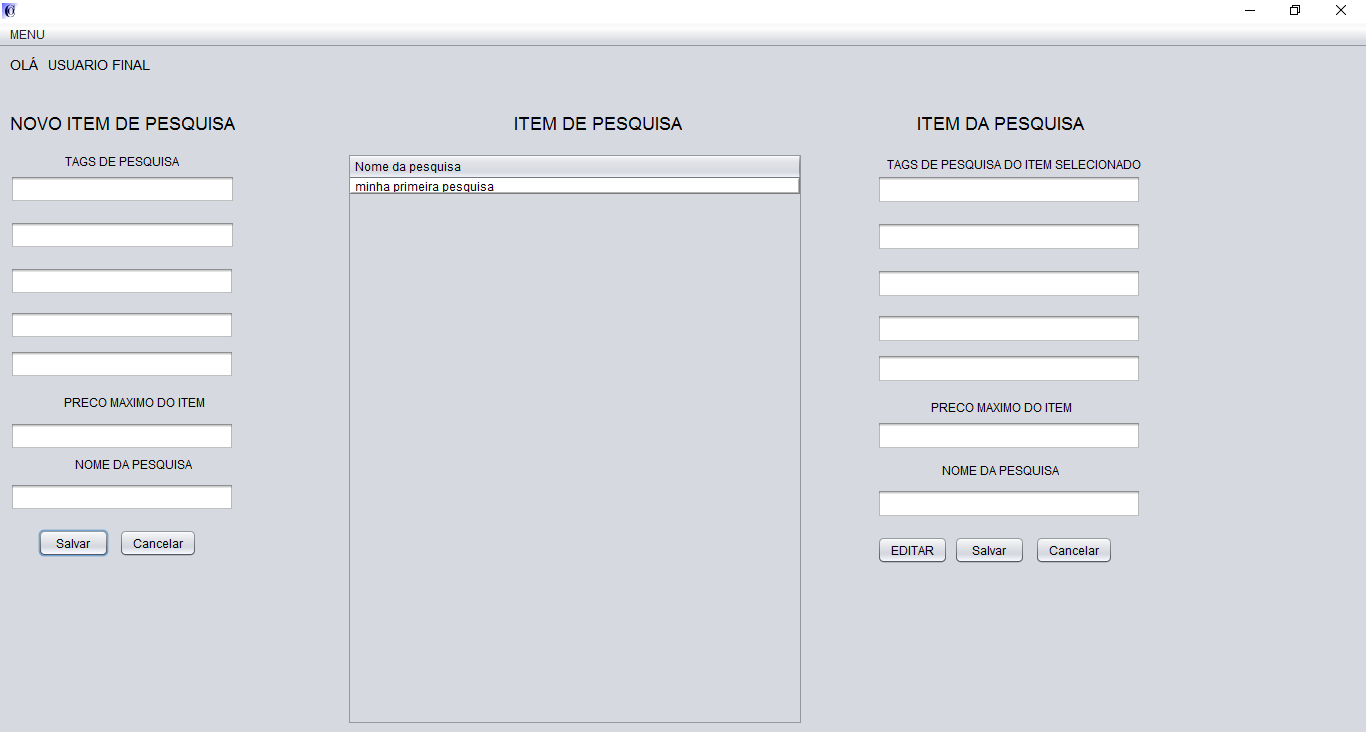 MENU
OLÁ USUARIO FINAL
NOVO ITEM DE PESQUISA
TAGS DE PESQUISA
PRECO MAXIMO DO ITEM
NOME DA PESQUISA
Salvar Cancelar
ITEM DE PESQUISA
Nome da pesquisa
minha primeira pesquisa
ITEM DA PESQUISA
TAGS DE PESQUISA DO ITEM SELECIONADO
PRECO MAXIMO DO ITEM
NOME DA PESQUISA
EDITAR Salvar Cancelar